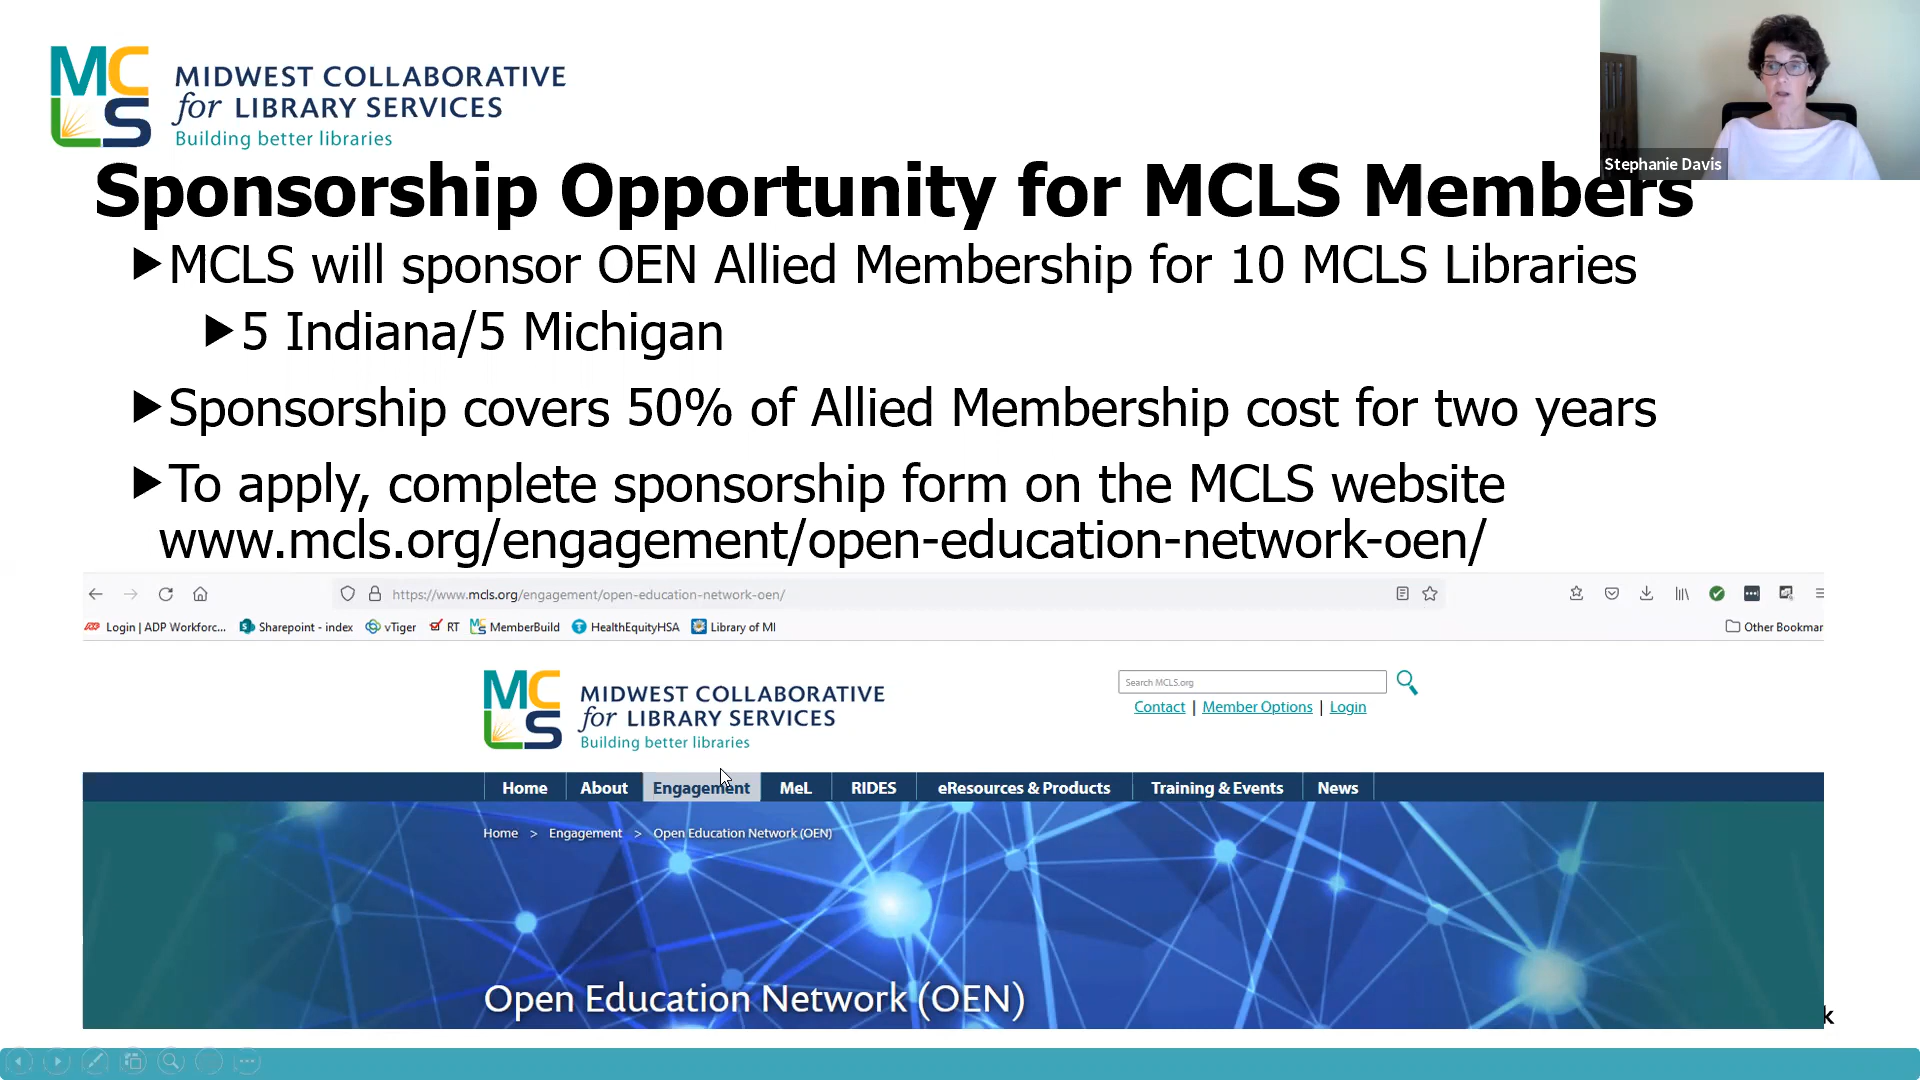 MCLS
MIDWEST COLLABORATIVE
for LIBRARY SERVICES
Building better libraries
Stephanie Davis
Sponsorship Opportunity for MCLS Members
MCLS will sponsor OEN Allied Membership for 10 MCLS Libraries
5 Indiana/5 Michigan
Sponsorship covers 50% of Allied Membership cost for two years
To apply, complete sponsorship form on the MCLS website
www.mcls.org/engagement/open-education-network-oen/
https://www.mcls.org/engagement/open-education-network-oen/
Login | ADP Workforc... Sharepoint - index vTiger RT MemberBuild HealthEquityHSA Library of MI Other Bookmar
MCLS
MIDWEST COLLABORATIVE
for LIBRARY SERVICES
Building better libraries
Search MCLS.org
Contact | Member Options | Login
Home About Engagement MeL RIDES eResources & Products Training & Events News
Home > Engagement > Open Education Network (OEN)
Open Education Network (OEN)
k